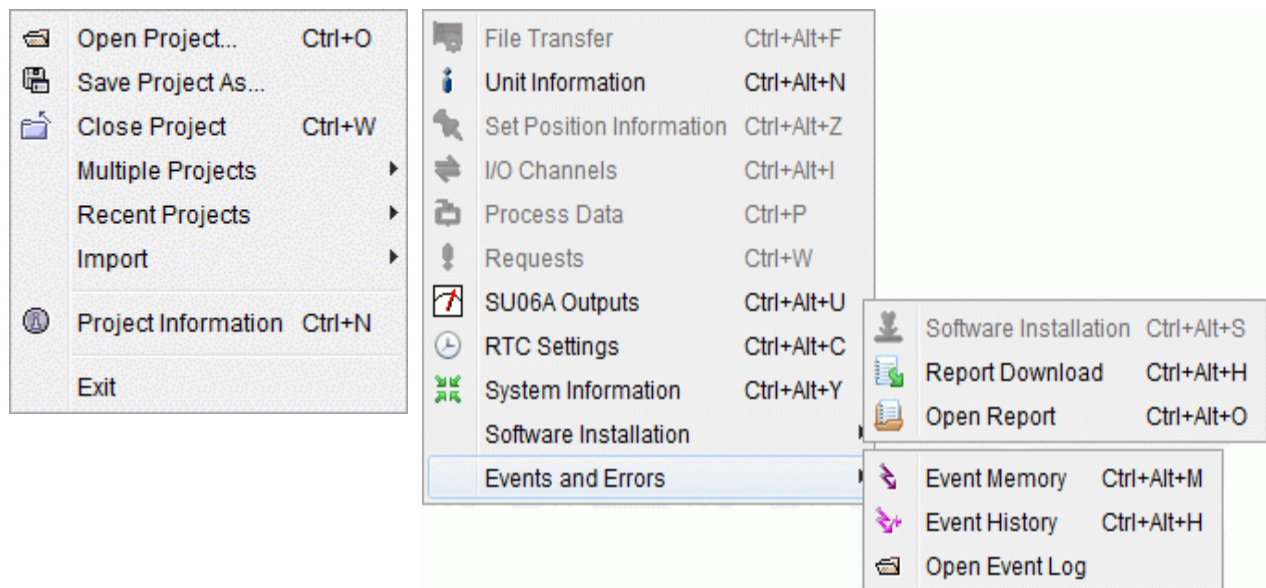 Open Project... Ctrl+O
Save Project As...
Close Project Ctrl+W
Multiple Projects
Recent Projects
Import
Project Information Ctrl+N
Exit
File Transfer Ctrl+Alt+F
Unit Information Ctrl+Alt+N
Set Position Information Ctrl+Alt+Z
I/O Channels Ctrl+Alt+I
Process Data Ctrl+P
Requests Ctrl+W
SU06A Outputs Ctrl+Alt+U
RTC Settings Ctrl+Alt+C
System Information Ctrl+Alt+Y
Software Installation
Events and Errors
Software Installation Ctrl+Alt+S
Report Download Ctrl+Alt+H
Open Report Ctrl+Alt+O
Event Memory Ctrl+Alt+M
Event History Ctrl+Alt+H
Open Event Log